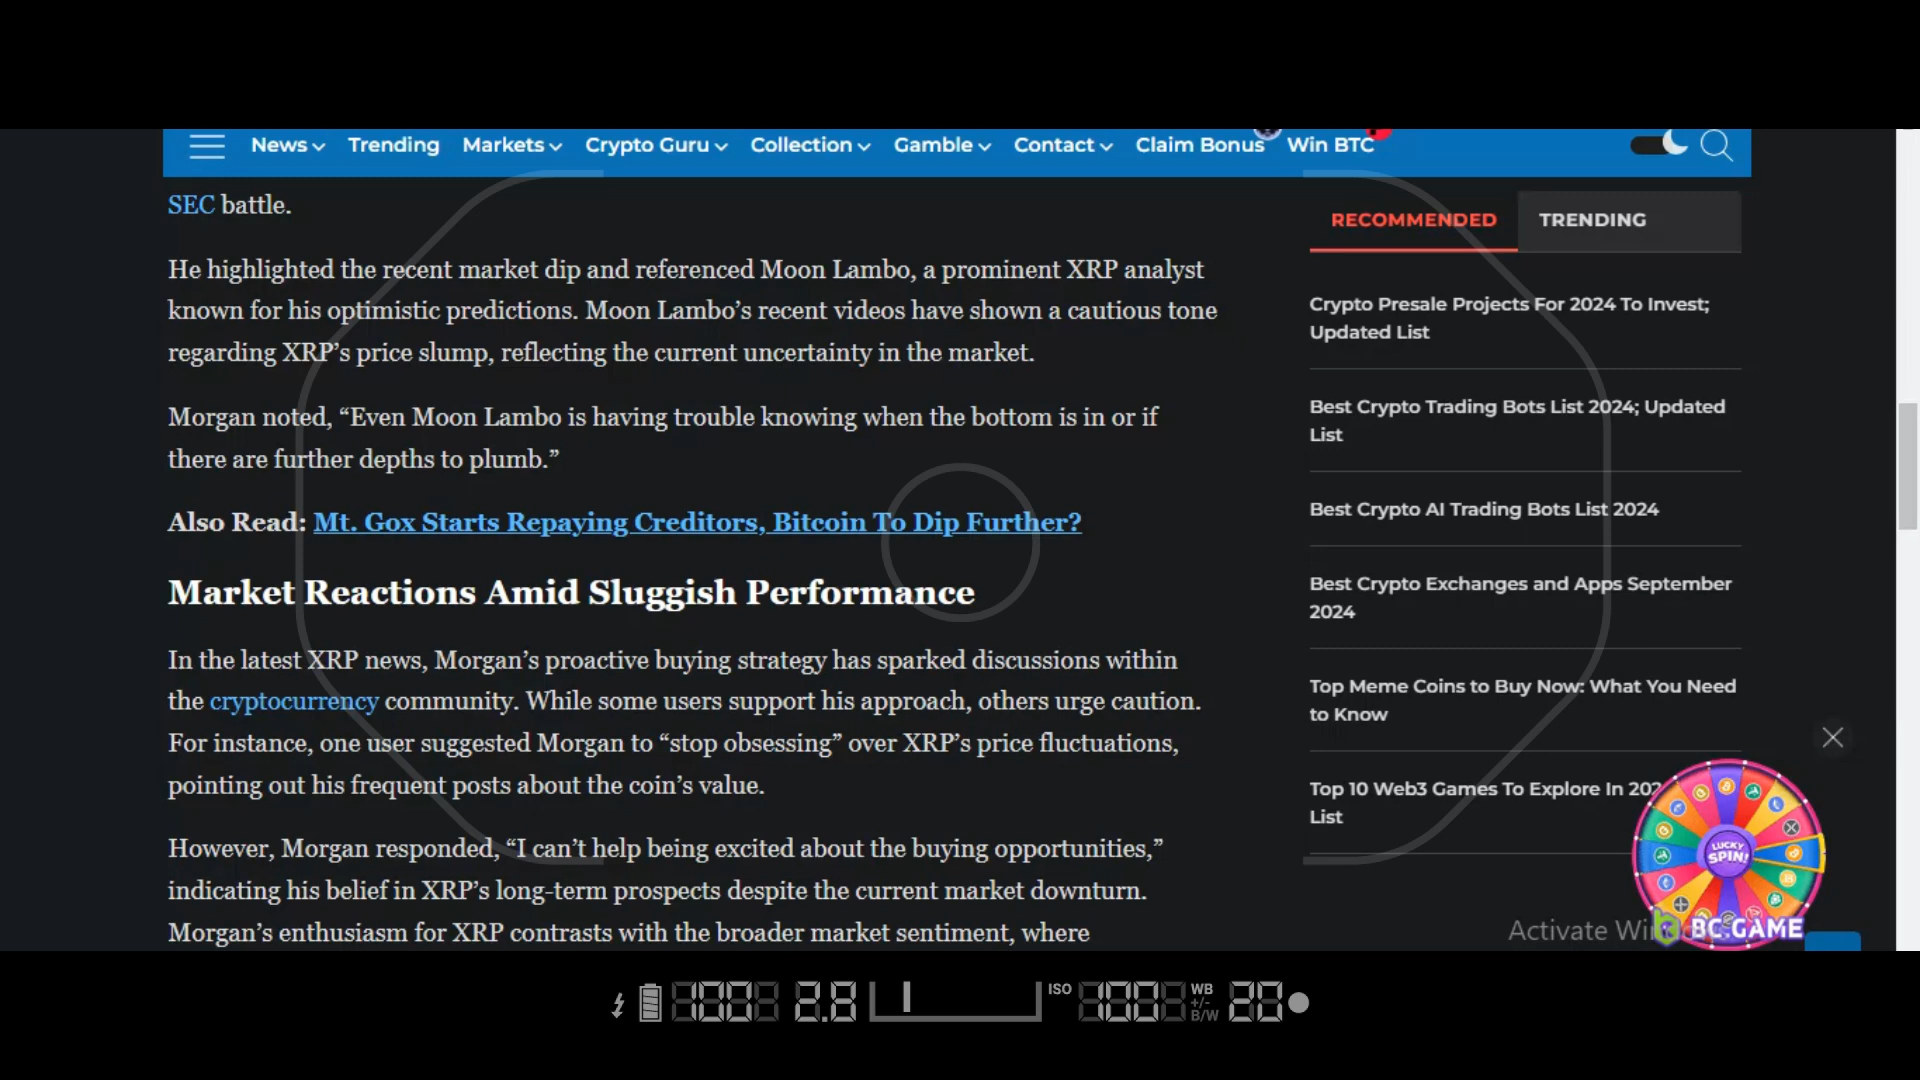 News Trending Markets Crypto Guru Collection Gamble Contact Claim Bonus Win BTC
SEC battle.
He highlighted the recent market dip and referenced Moon Lambo, a prominent XRP analyst
known for his optimistic predictions. Moon Lambo’s recent videos have shown a cautious tone
regarding XRP’s price slump, reflecting the current uncertainty in the market.
Morgan noted, “Even Moon Lambo is having trouble knowing when the bottom is in or if
there are further depths to plumb.”
Also Read: Mt. Gox Starts Repaying Creditors, Bitcoin To Dip Further?
Market Reactions Amid Sluggish Performance
In the latest XRP news, Morgan’s proactive buying strategy has sparked discussions within
the cryptocurrency community. While some users support his approach, others urge caution.
For instance, one user suggested Morgan to “stop obsessing” over XRP’s price fluctuations,
pointing out his frequent posts about the coin’s value.
However, Morgan responded, “I can’t help being excited about the buying opportunities,”
indicating his belief in XRP’s long-term prospects despite the current market downturn.
Morgan’s enthusiasm for XRP contrasts with the broader market sentiment, where
RECOMMENDED TRENDING
Crypto Presale Projects For 2024 To Invest;
Updated List
Best Crypto Trading Bots List 2024; Updated
List
Best Crypto AI Trading Bots List 2024
Best Crypto Exchanges and Apps September
2024
Top Meme Coins to Buy Now: What You Need
to Know
Top 10 Web3 Games To Explore In
List
LUCKY
SPIN!
BC.GAME
Activate
100 2.8 ISO 100 WB
+/-
B/W
20